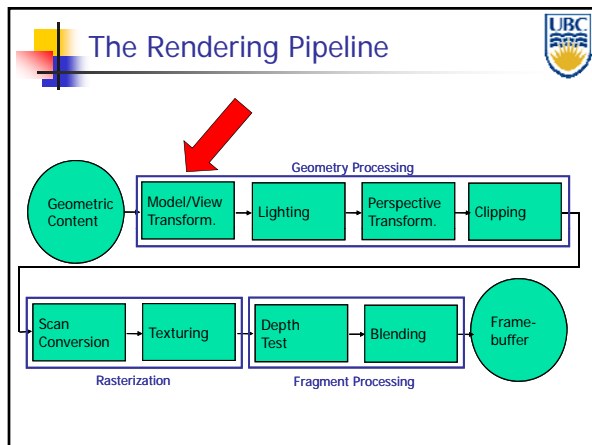 The Rendering Pipeline
UBC
Geometry Processing
Geometric
Content
Model/View
Transform.
Lighting
Perspective
Transform.
Clipping
Scan
Conversion
Texturing
Depth
Test
Blending
Frame-
buffer
Rasterization
Fragment Processing